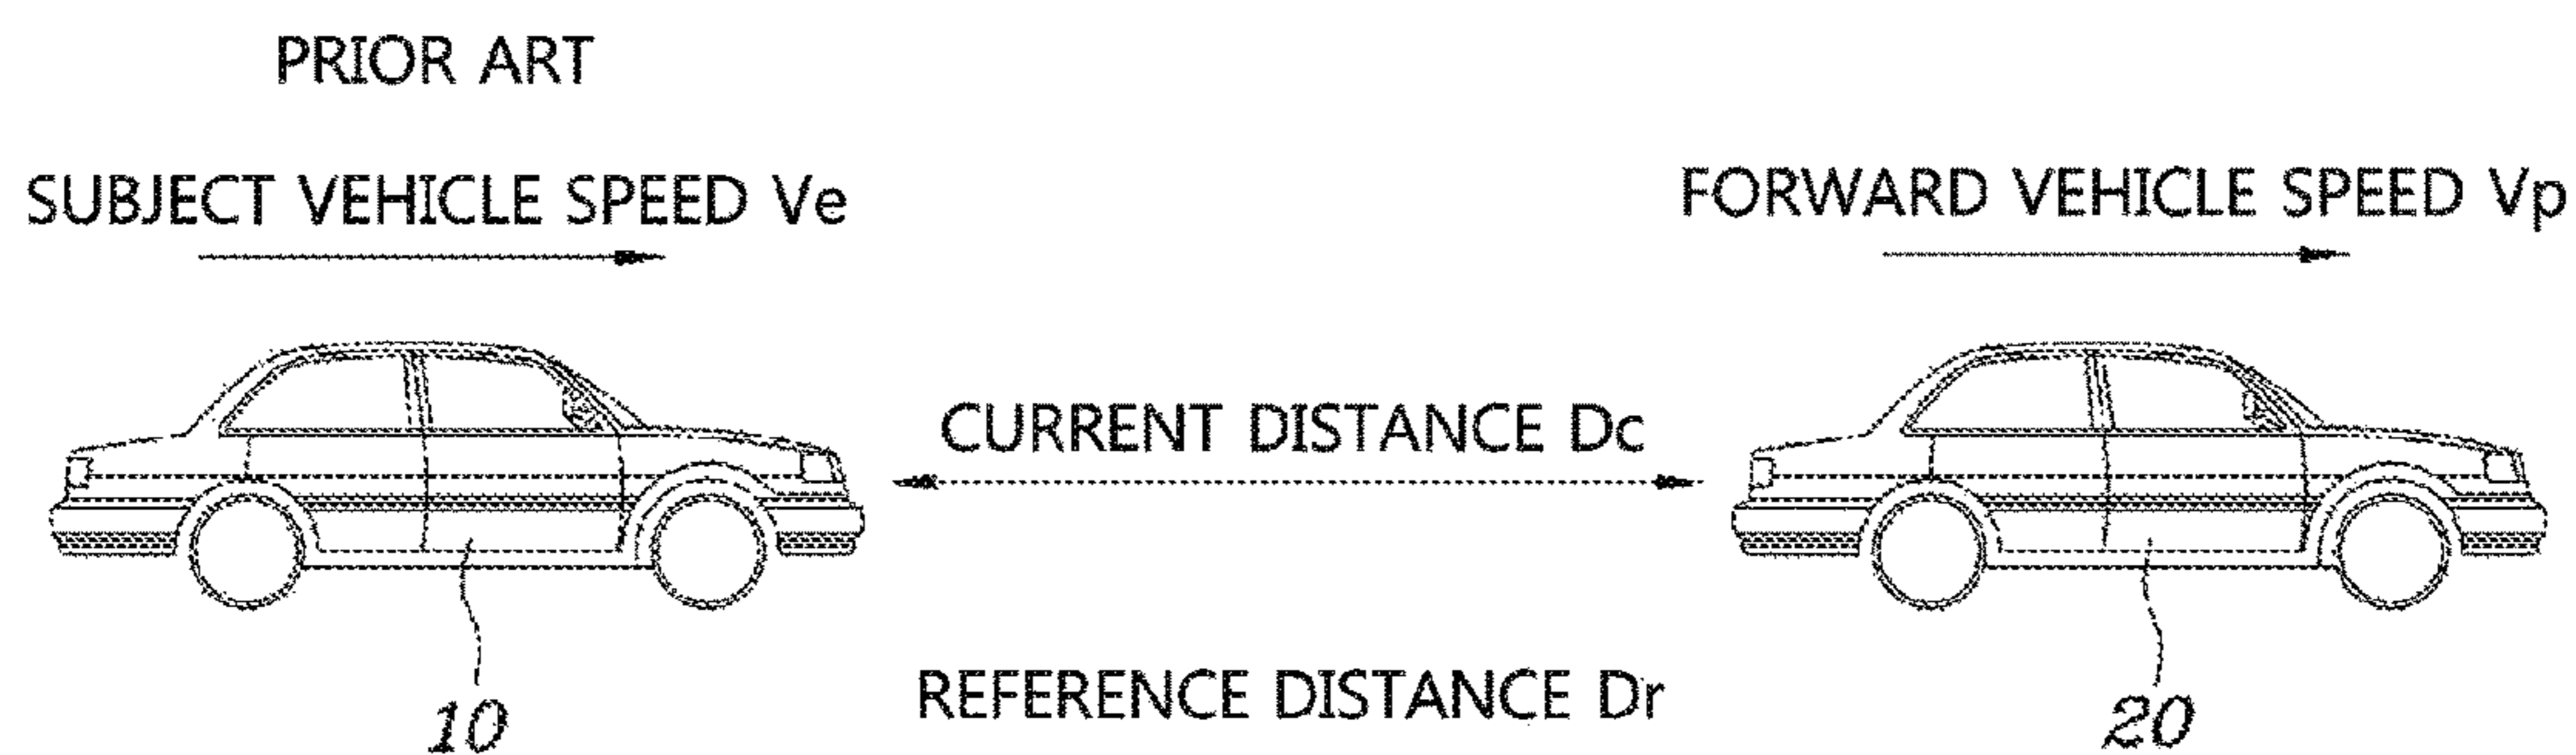 PRIOR ART
SUBJECT VEHICLE SPEED Ve
FORWARD VEHICLE SPEED Vp
CURRENT DISTANCE Dc
REFERENCE DISTANCE Dr
10
20